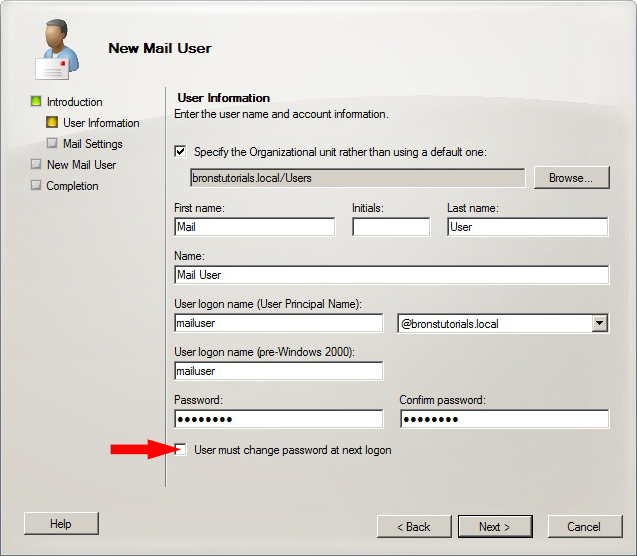 New Mail User
Introduction
User Information
Mail Settings
New Mail User
Completion
User Information
Enter the user name and account information.
Specify the Organizational unit rather than using a default one:
bronstutorials.local/Users
Browse...
First name:
Initials:
Last name:
Mail
User
Name:
Mail User
User logon name (User Principal Name):
mailuser
@bronstutorials.local
User logon name (pre-Windows 2000):
mailuser
Password:
Confirm password:
●●●●●●●●
●●●●●●●●
User must change password at next logon
Help
< Back
Next >
Cancel